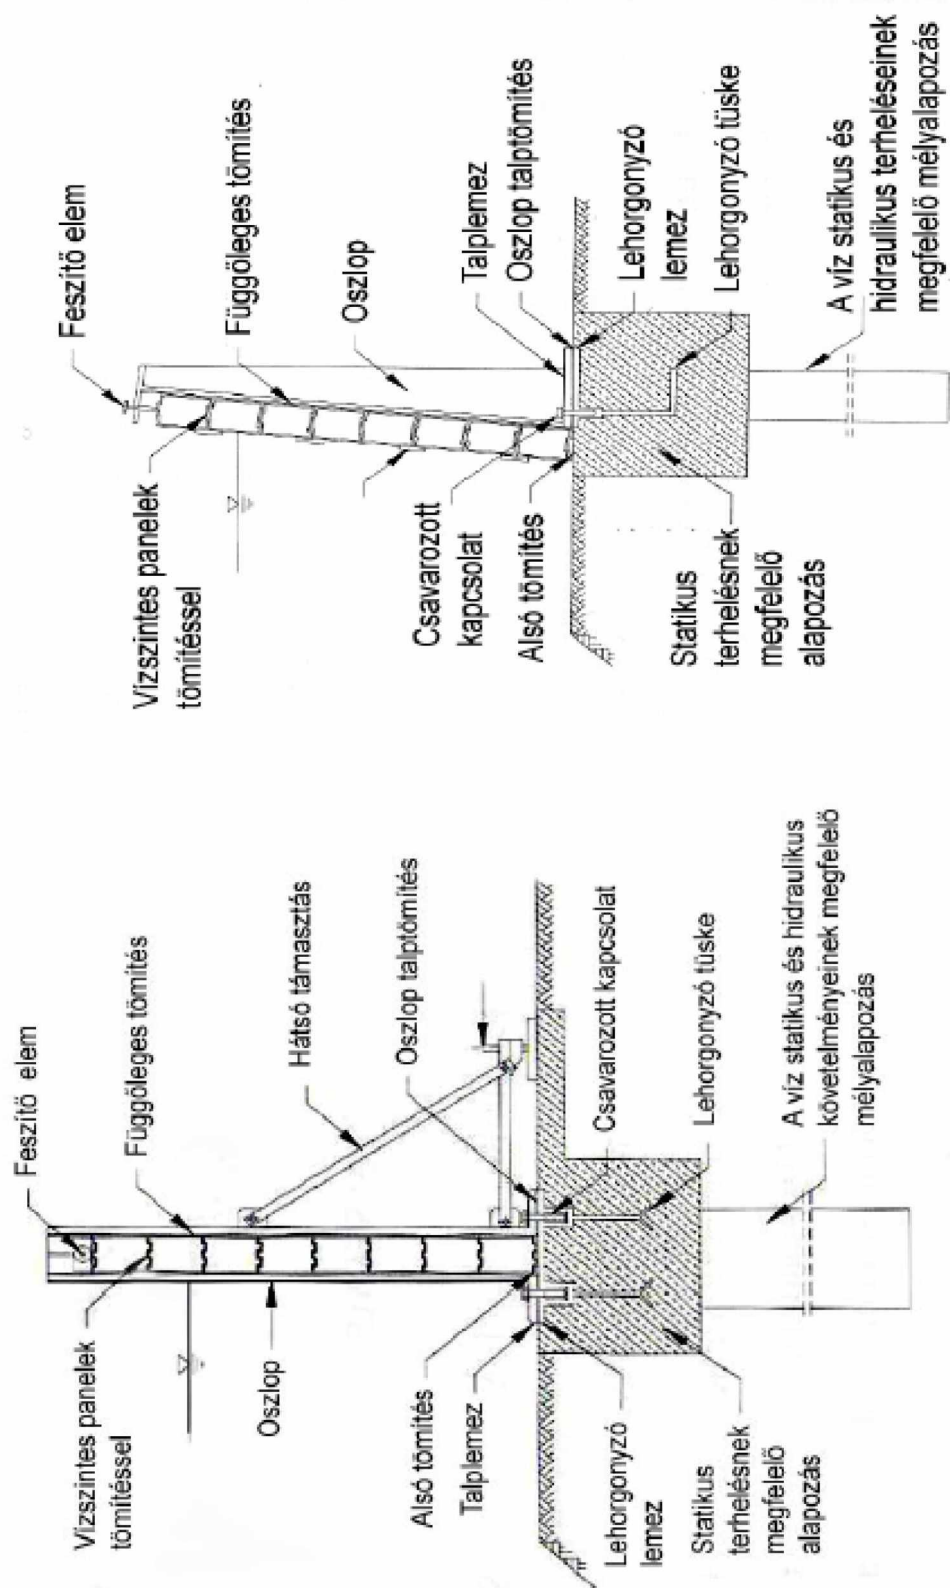 Feszítő elem
Függőleges tömítés
Vízszintes panelek
tömítéssel
Hátsó támasztás
Oszlop
Oszlop talptömítés
Alsó tömítés
Talplemez
Csavarozott kapcsolat
Lehorgonyzó
lemez
Lehorgonyzó tüske
Statikus
terhelésnek
megfelelő
alapozás
A víz statikus és hidraulikus
követelményeinek megfelelő
mélyalapozás
Feszítő elem
Függőleges tömítés
Vízszintes panelek
tömítéssel
Oszlop
Csavarozott
kapcsolat
Talplemez
Oszlop talptömítés
Alsó tömítés
Lehorgonyzó
lemez
Lehorgonyzó tüske
Statikus
terhelésnek
megfelelő
alapozás
A víz statikus és
hidraulikus terheléseinek
megfelelő mélyalapozás